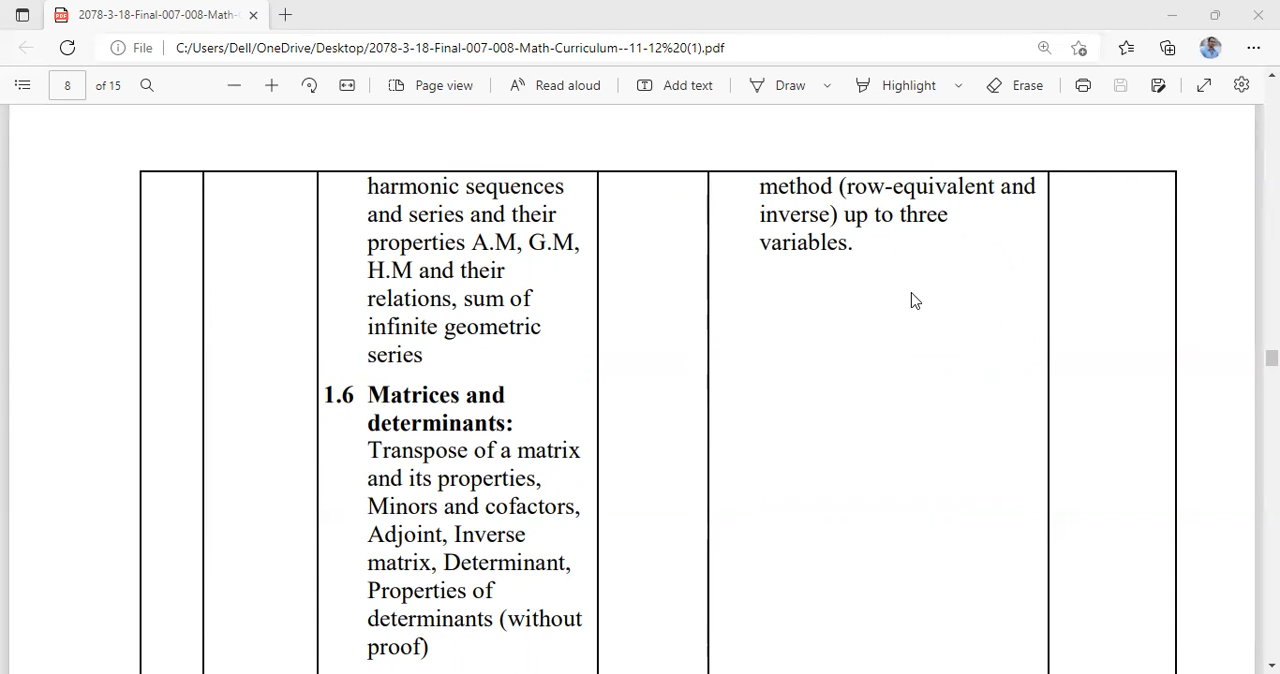 2078-3-18-Final-007-008-Math-
File
C:/Users/Dell/OneDrive/Desktop/2078-3-18-Final-007-008-Math-Curriculum--11-12%20(1).pdf
8 of 15
Page view
Read aloud
Add text
Draw
Highlight
Erase
harmonic sequences
and series and their
properties A.M, G.M,
H.M and their
relations, sum of
infinite geometric
series
1.6 Matrices and
determinants:
Transpose of a matrix
and its properties,
Minors and cofactors,
Adjoint, Inverse
matrix, Determinant,
Properties of
determinants (without
proof)
method (row-equivalent and
inverse) up to three
variables.